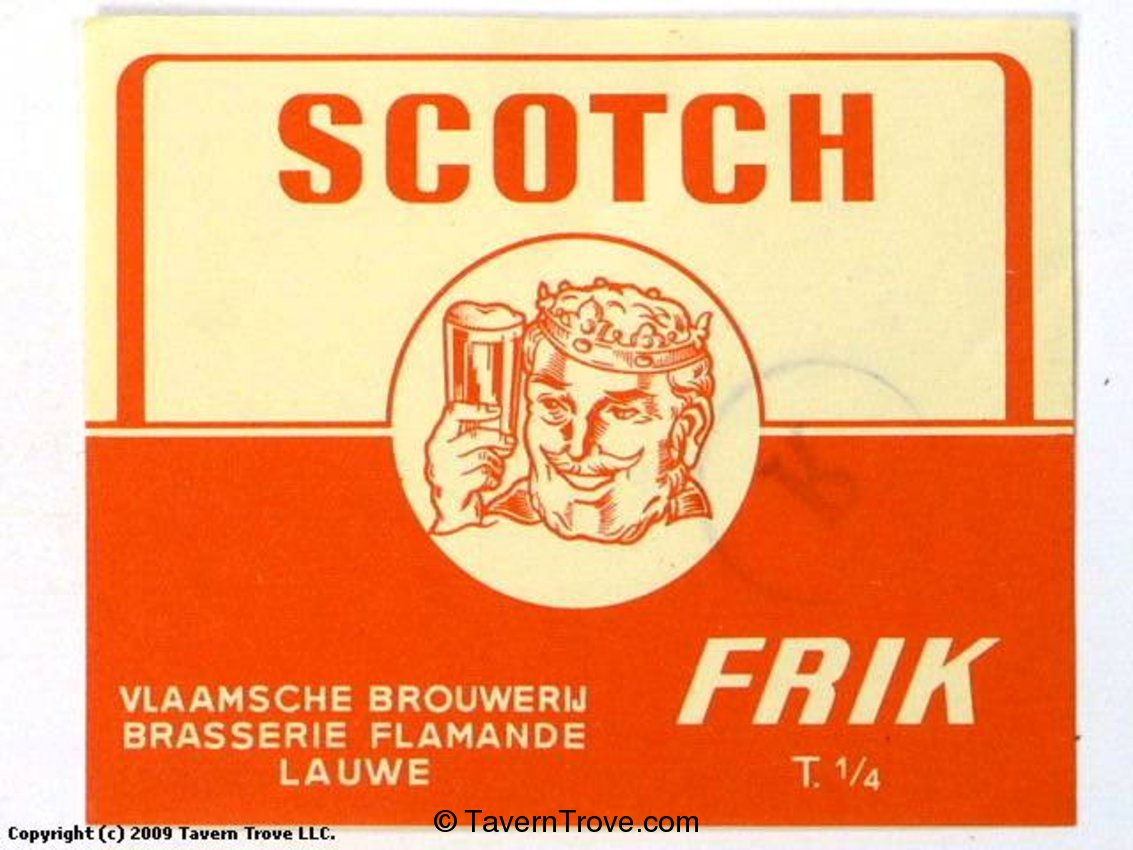 SCOTCH
VLAAMSCHE BROUWERIJ
BRASSERIE FLAMANDE
LAUWE
FRIK
T. 1/4
K
Copyright (c) 2009 Tavern Trove LLC.
© TavernTrove.com